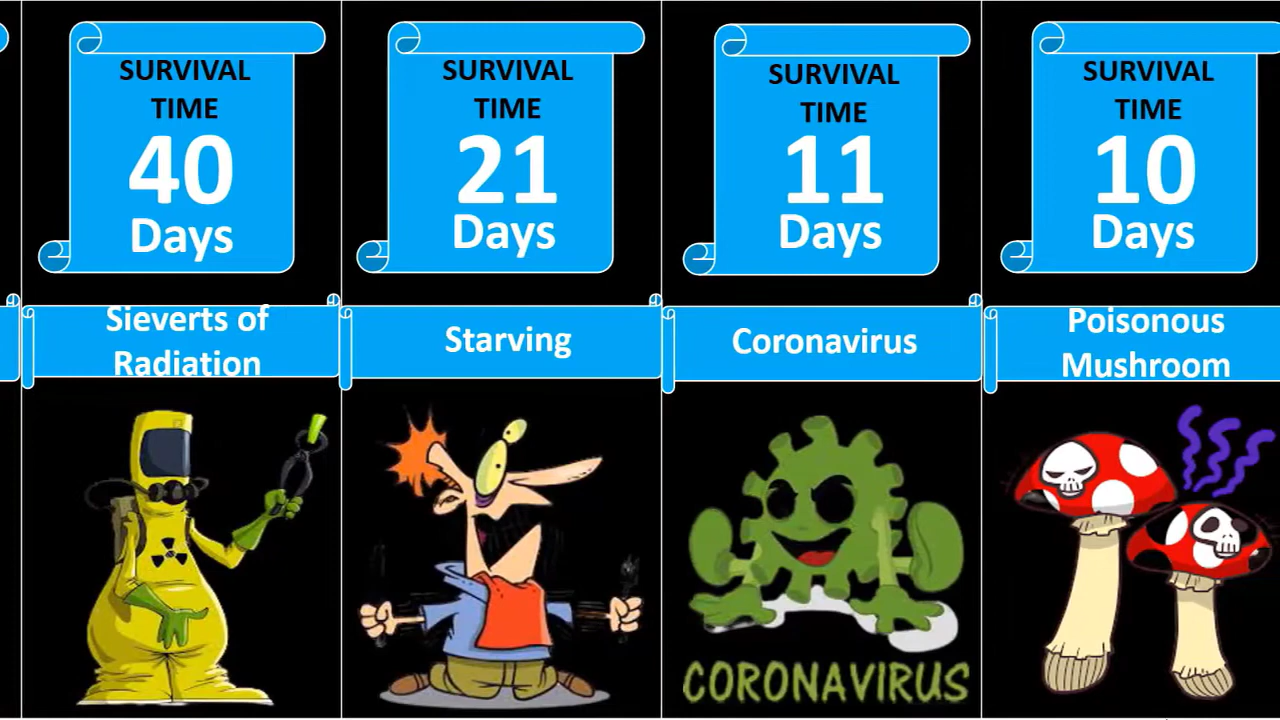 SURVIVAL
TIME
40
Days
Sieverts of
Radiation
SURVIVAL
TIME
21
Days
Starving
SURVIVAL
TIME
11
Days
Coronavirus
CORONAVIRUS
SURVIVAL
TIME
10
Days
Poisonous
Mushroom